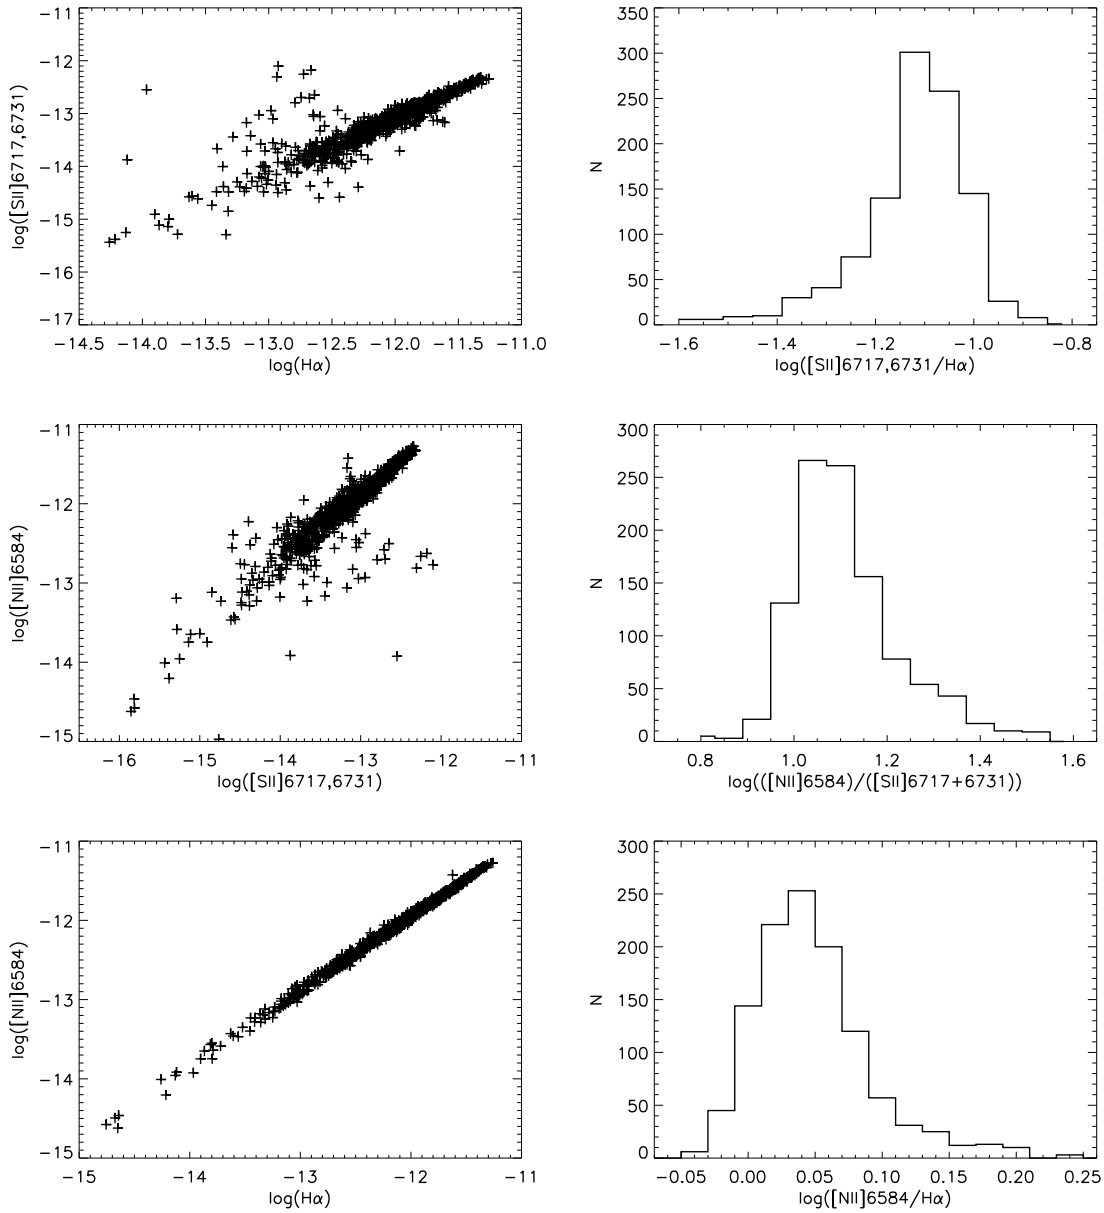 −11
−12
−13
−14
−15
−16
−17
log([SII]6717,6731)
−14.5 −14.0 −13.5 −13.0 −12.5 −12.0 −11.5 −11.0
log(Hα)
350
300
250
200
150
100
50
0
N
−1.6 −1.4 −1.2 −1.0 −0.8
log([SII]6717,6731/Hα)
−11
−12
−13
−14
−15
log([NII]6584)
−16 −15 −14 −13 −12 −11
log([SII]6717,6731)
300
250
200
150
100
50
0
N
0.8 1.0 1.2 1.4 1.6
log(([NII]6584)/([SII]6717+6731))
−11
−12
−13
−14
−15
log([NII]6584)
−15 −14 −13 −12 −11
log(Hα)
300
250
200
150
100
50
0
N
−0.05 0.00 0.05 0.10 0.15 0.20 0.25
log([NII]6584/Hα)